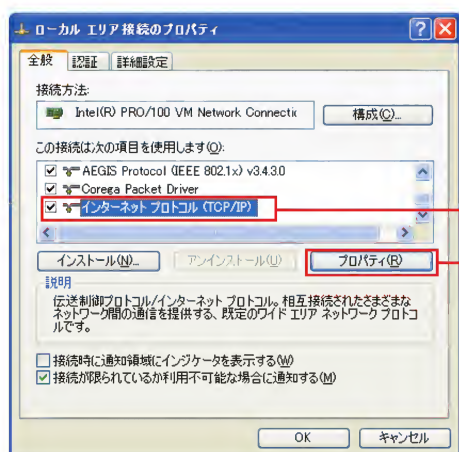 ローカル エリア接続のプロパティ
全般 認証 詳細設定
接続方法:
Intel(R) PRO/100 VM Network Connectix
構成(C)...
この接続は次の項目を使用します(O):
AEGIS Protocol (IEEE 802.1x) v3.4.3.0
Corega Packet Driver
インターネット プロトコル (TCP/IP)
インストール(N)... アンインストール(U) プロパティ(R)
説明
伝送制御プロトコル/インターネット プロトコル。相互接続されたさまざまな
ネットワーク間の通信を提供する、既定のワイド エリア ネットワーク プロトコ
ルです。
接続時に通知領域にインジケータを表示する(W)
接続が限られているか利用不可能な場合に通知する(M)
OK キャンセル